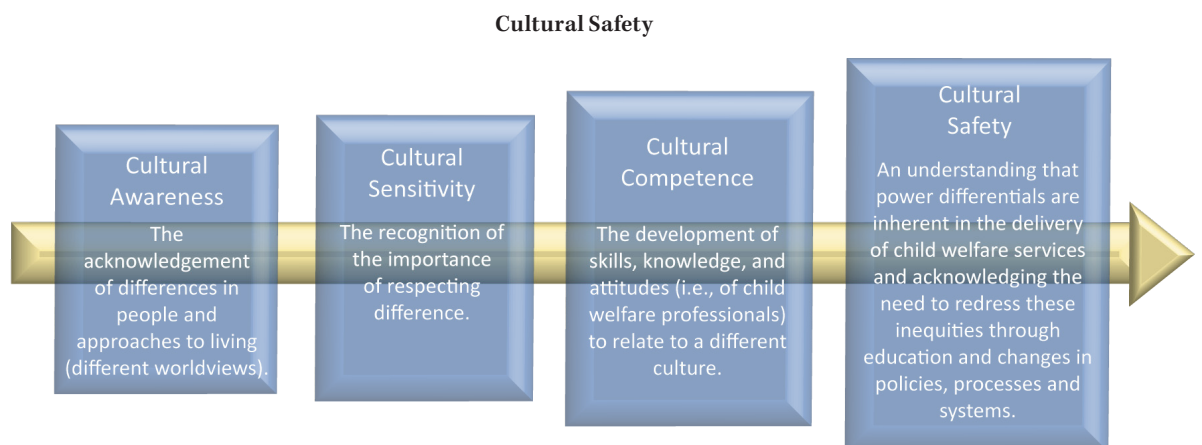 Cultural Safety
Cultural
Awareness
The
acknowledgement
of differences in
people and
approaches to living
(different worldviews).
Cultural
Sensitivity
The recognition of
the importance
of respecting
difference.
Cultural
Competence
The development of
skills, knowledge, and
attitudes (i.e., of child
welfare professionals)
to relate to a different
culture.
Cultural
Safety
An understanding that
power differentials are
inherent in the delivery
of child welfare services
and acknowledging the
need to redress these
inequities through
education and changes in
policies, processes and
systems.